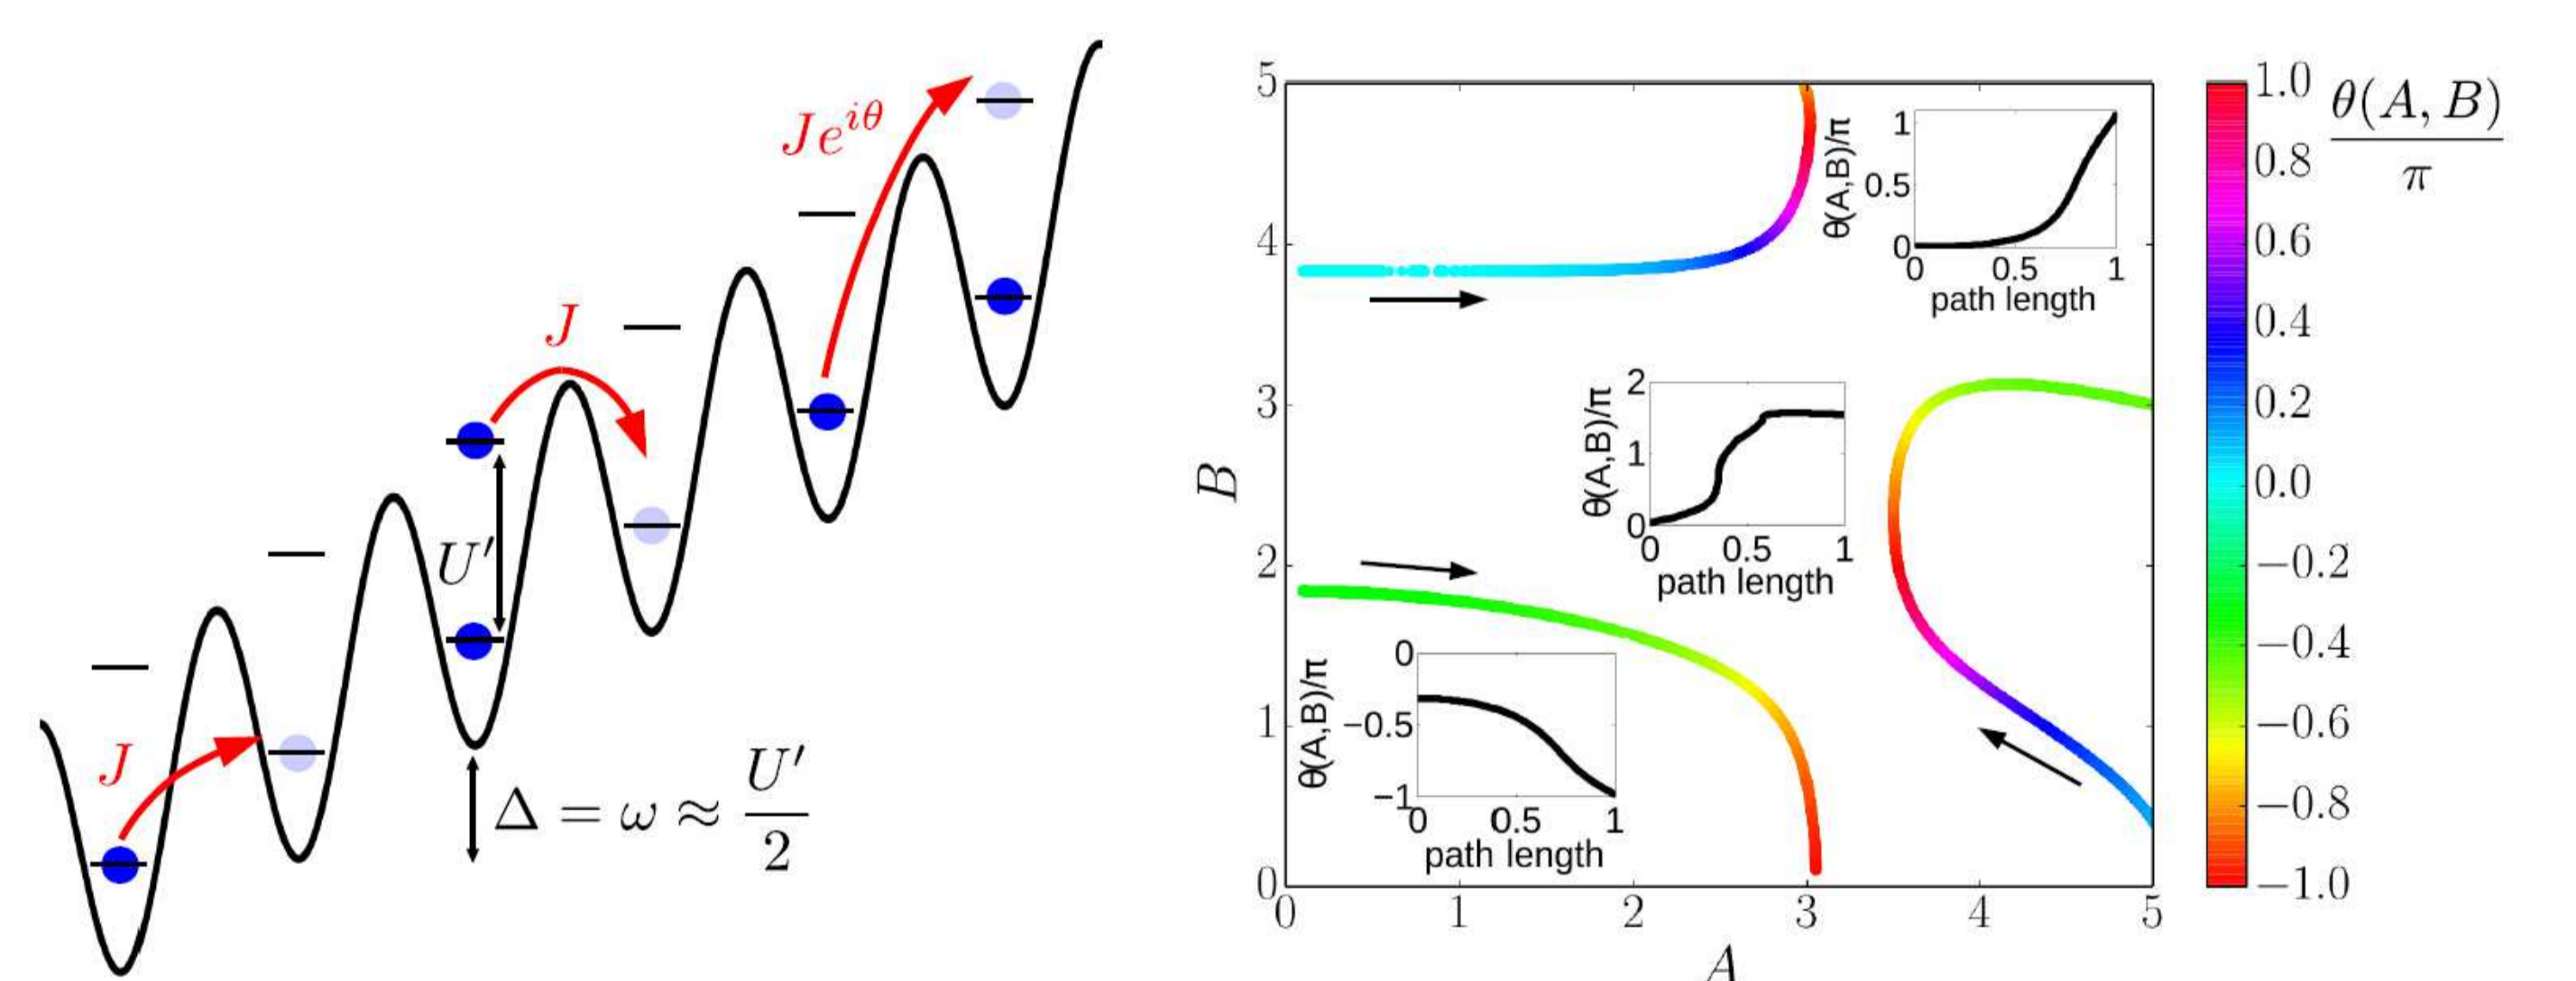 J
U′
J
Je^{iθ}
Δ = ω ≈ U′/2
B
5
4
3
2
1
0
0 1 2 3 4 5
A
θ(A,B)/π
1
0.5
0
0 0.5 1
path length
θ(A,B)/π
2
1
0
0 0.5 1
path length
θ(A,B)/π
0
−0.5
−1
0 0.5 1
path length
1.0
0.8
0.6
0.4
0.2
0.0
−0.2
−0.4
−0.6
−0.8
−1.0
θ(A, B)
π